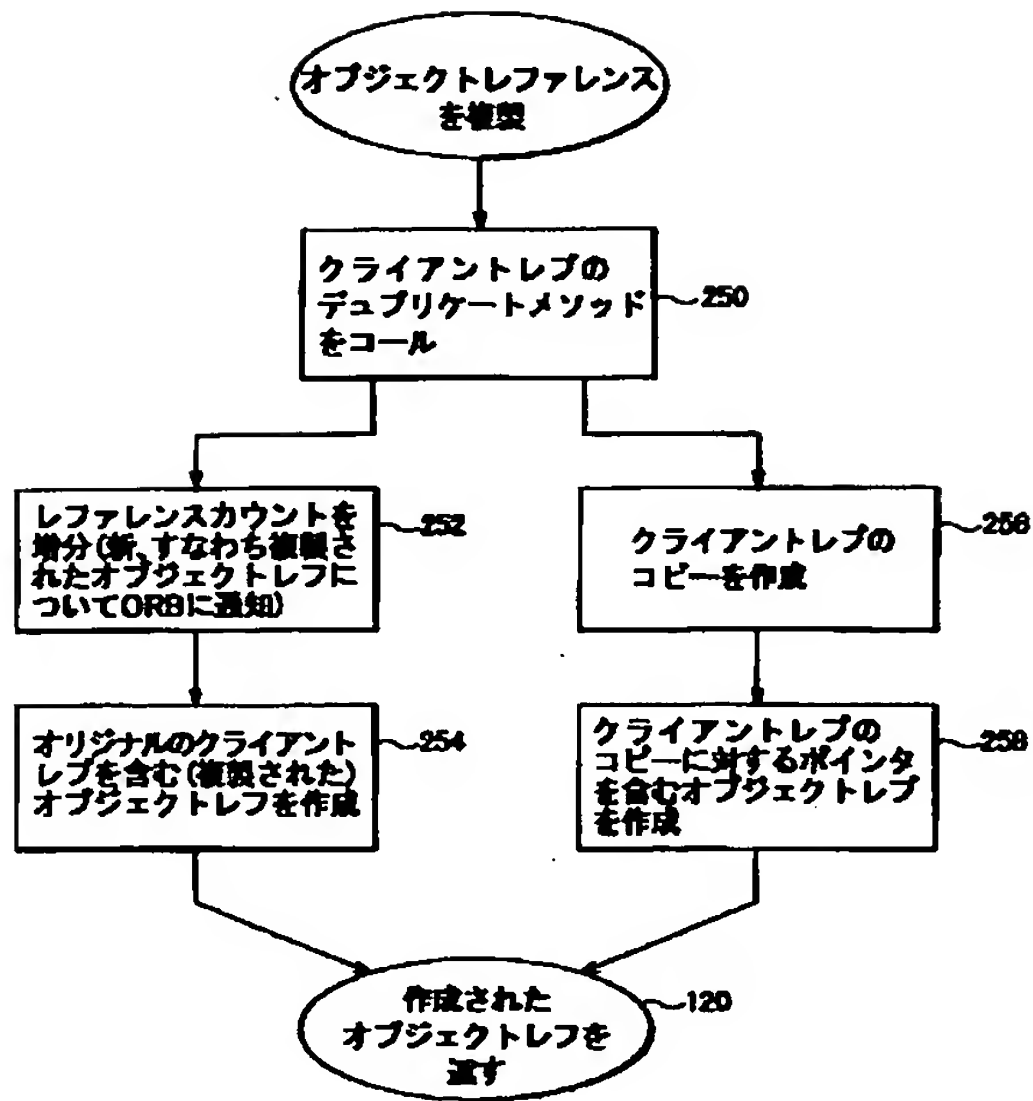 オブジェクトレファレンス
を複製
クライアントレプの
デュプリケートメソッド
をコール
250
レファレンスカウントを
増分(新、すなわち複製さ
れたオブジェクトレフに
ついてORBに通知)
252
クライアントレプの
コピーを作成
256
オリジナルのクライアント
レプを含む(複製された)
オブジェクトレフを作成
254
クライアントレプの
コピーに対するポインタ
を含むオブジェクトレプ
を作成
258
作成された
オブジェクトレフを
返す
120